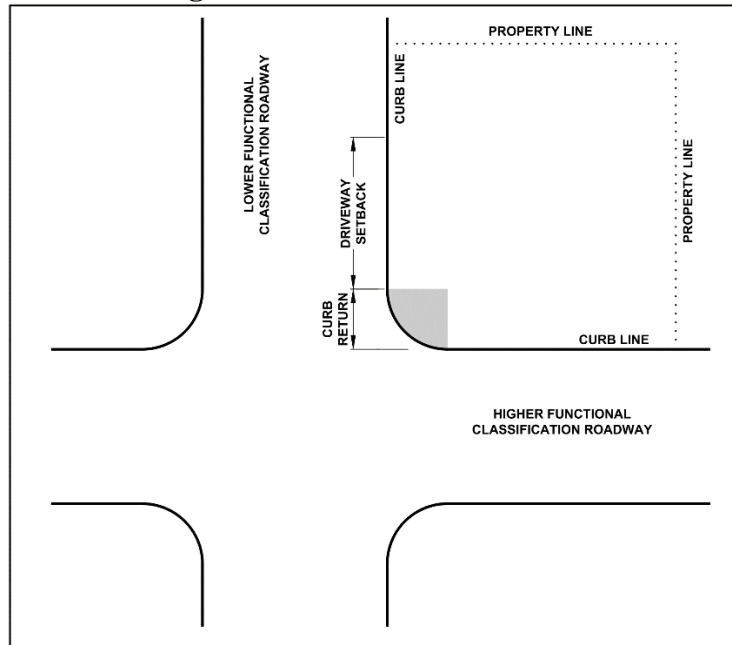 PROPERTY LINE
LOWER FUNCTIONAL
CLASSIFICATION ROADWAY
CURB LINE
DRIVEWAY
SETBACK
PROPERTY LINE
CURB
RETURN
CURB LINE
HIGHER FUNCTIONAL
CLASSIFICATION ROADWAY